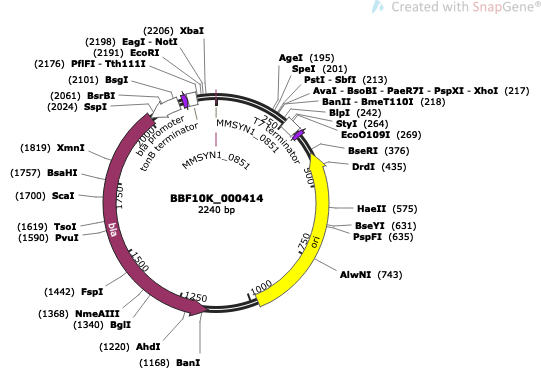 Created with SnapGene®
(2206) XbaI
(2198) EagI - NotI
(2191) EcoRI
(2176) PflFI - Tth111I
(2101) BsgI
(2061) BsrBI
(2024) SspI
AgeI (195)
SpeI (201)
PstI - SbfI (213)
AvaI - BsoBI - PaeR7I - PspXI - XhoI (217)
BanII - BmeT110I (218)
BlpI (242)
StyI (264)
EcoO109I (269)
BseRI (376)
DrdI (435)
HaeII (575)
BseYI (631)
PspFI (635)
AlwNI (743)
(1819) XmnI
(1757) BsaHI
(1700) ScaI
(1619) TsoI
(1590) PvuI
(1442) FspI
(1368) NmeAIII
(1340) BglI
(1220) AhdI
(1168) BanI
bla promoter
tonB terminator
MMSYN1_0851
MMSYN1_0851
T7 terminator
BBF10K_000414
2240 bp
bla
ori
250
500
750
1000
1250
1500
1750
2000